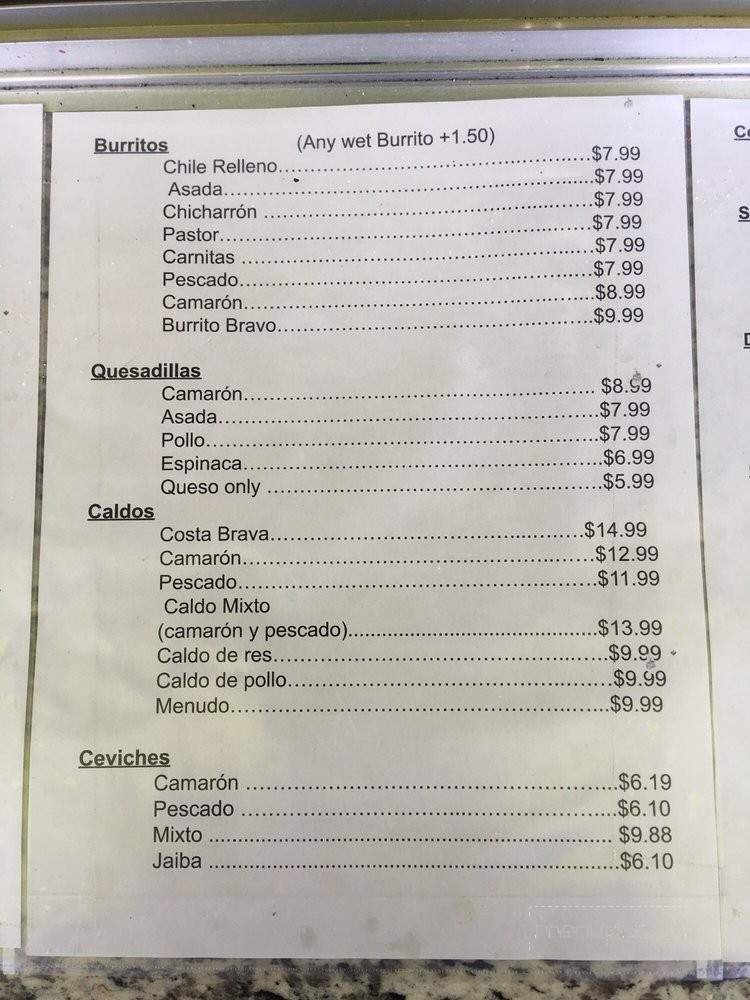 Burritos (Any wet Burrito +1.50)
Chile Relleno.......................................$7.99
Asada.......................................$7.99
Chicharrón .......................................$7.99
Pastor.......................................$7.99
Carnitas .......................................$7.99
Pescado.......................................$7.99
Camarón.......................................$8.99
Burrito Bravo.......................................$9.99
Quesadillas
Camarón....................................... $8.99
Asada.......................................$7.99
Pollo.......................................$7.99
Espinaca.......................................$6.99
Queso only .......................................$5.99
Caldos
Costa Brava.......................................$14.99
Camarón.......................................$12.99
Pescado.......................................$11.99
Caldo Mixto
(camarón y pescado).......................................$13.99
Caldo de res.......................................$9.99
Caldo de pollo.......................................$9.99
Menudo.......................................$9.99
Ceviches
Camarón .......................................$6.19
Pescado .......................................$6.10
Mixto ....................................... $9.88
Jaiba .......................................$6.10